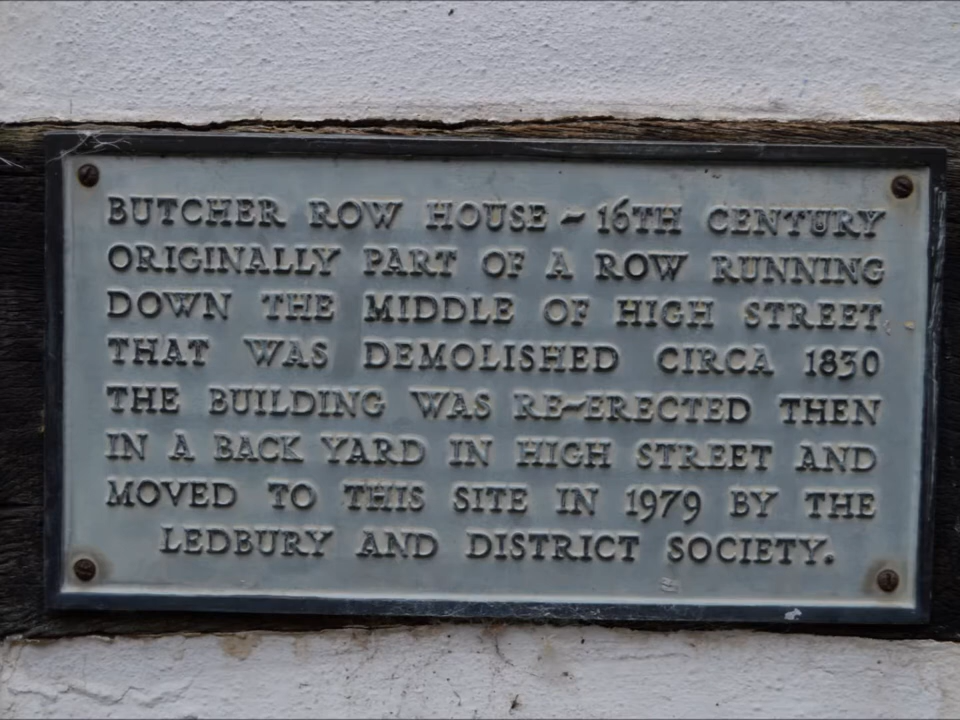 BUTCHER ROW HOUSE ~ 16TH CENTURY
ORIGINALLY PART OF A ROW RUNNING
DOWN THE MIDDLE OF HIGH STREET
THAT WAS DEMOLISHED CIRCA 1830
THE BUILDING WAS RE~ERECTED THEN
IN A BACK YARD IN HIGH STREET AND
MOVED TO THIS SITE IN 1979 BY THE
LEDBURY AND DISTRICT SOCIETY.